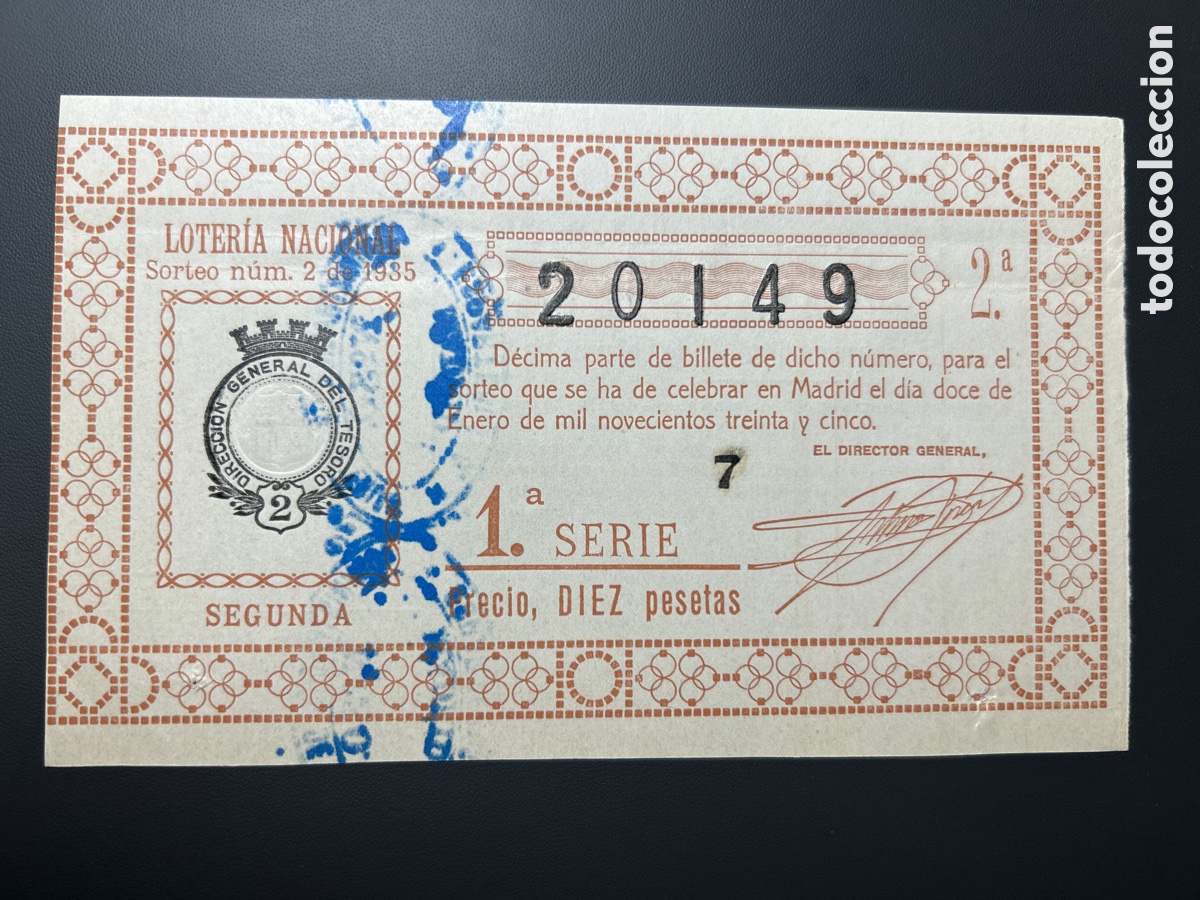 LOTERÍA NACIONAL
Sorteo núm. 2 de 1935
DIRECCIÓN GENERAL DEL TESORO
2
SEGUNDA
20149
2.ª
Décima parte de billete de dicho número, para el
sorteo que se ha de celebrar en Madrid el día doce de
Enero de mil novecientos treinta y cinco.
EL DIRECTOR GENERAL,
7
1.ª SERIE
Precio, DIEZ pesetas
todocoleccion